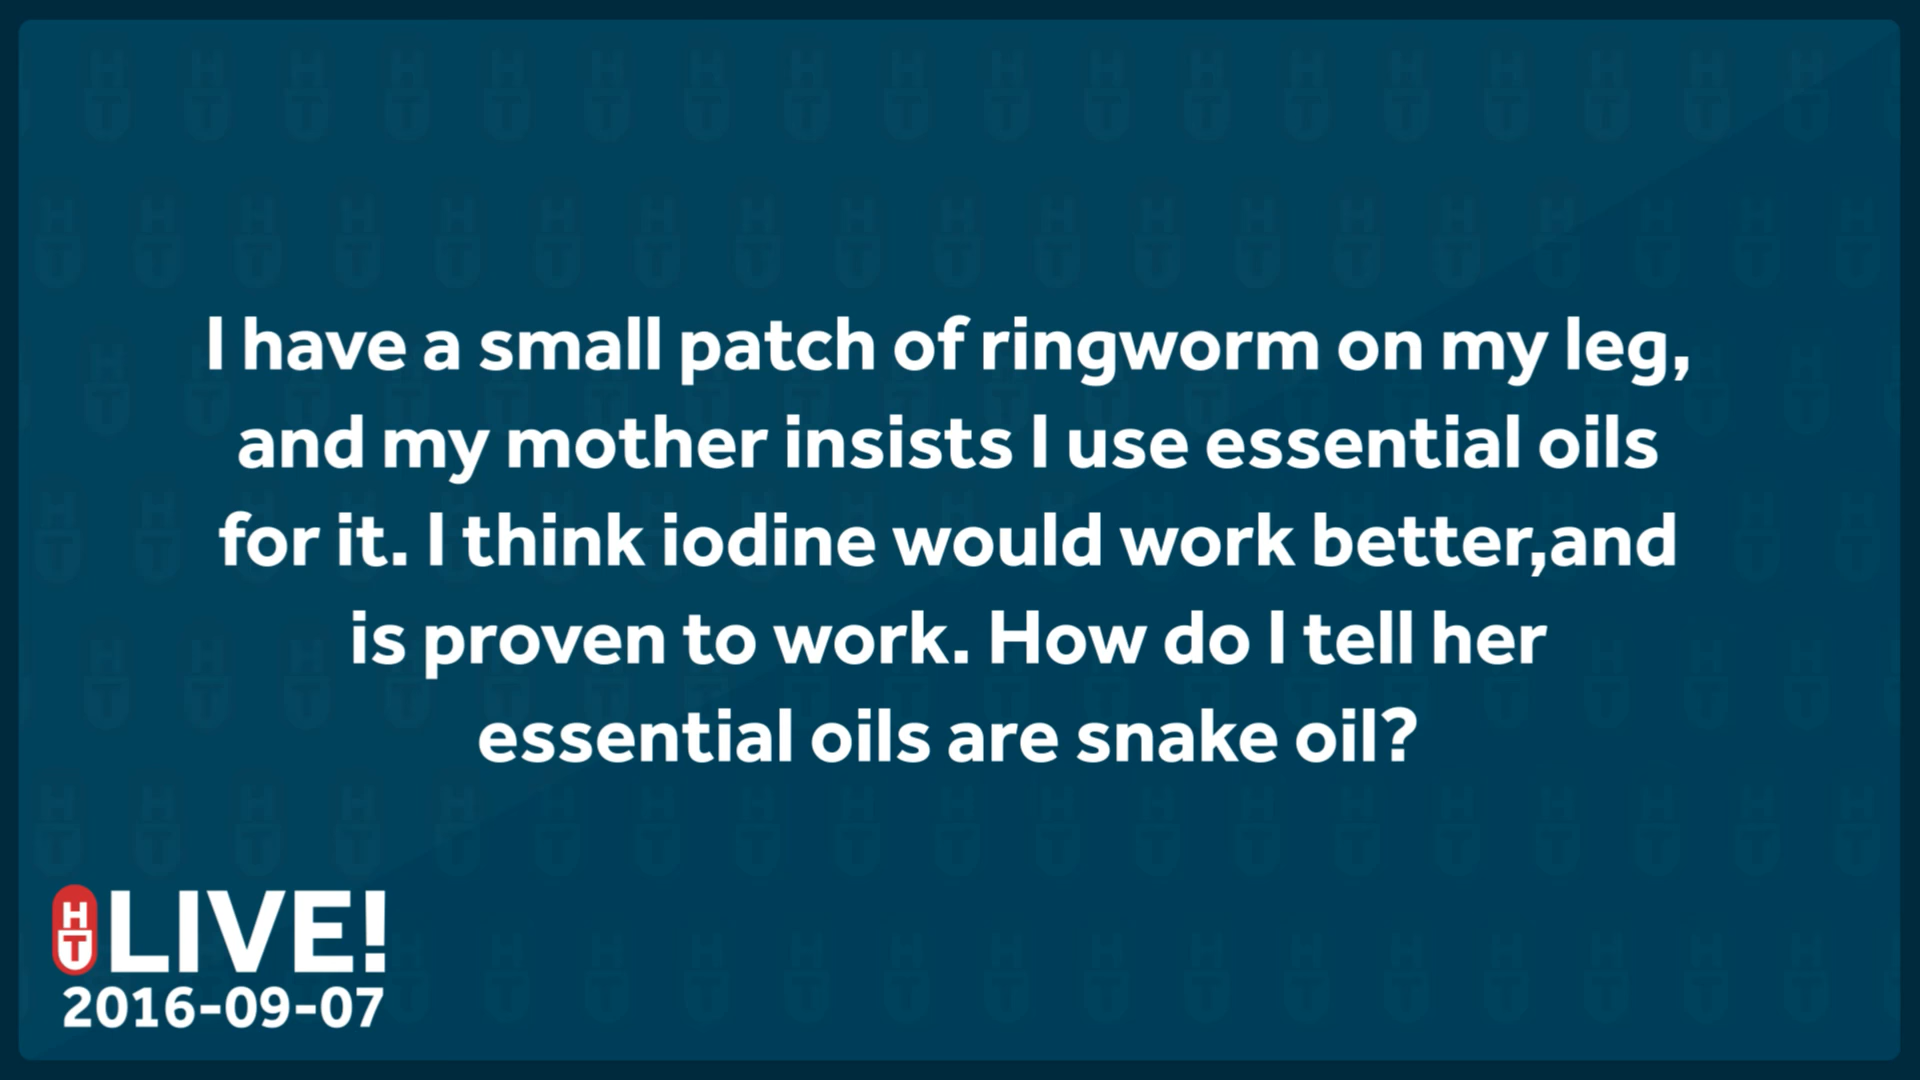 I have a small patch of ringworm on my leg,
and my mother insists I use essential oils
for it. I think iodine would work better,and
is proven to work. How do I tell her
essential oils are snake oil?
HT LIVE!
2016-09-07